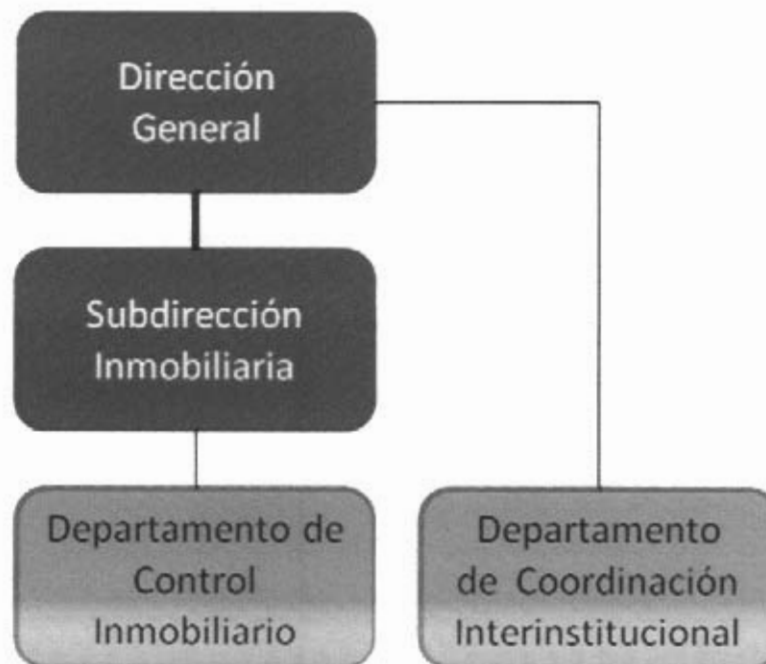 Dirección
General
Subdirección
Inmobiliaria
Departamento de
Control
Inmobiliario
Departamento
de Coordinación
Interinstitucional